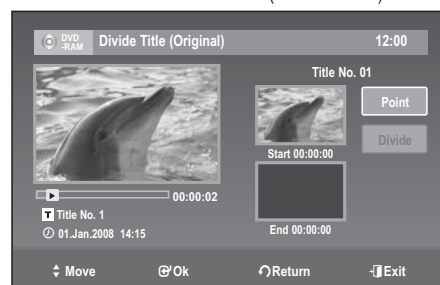 DVD
-RAM
Divide Title (Original)
12:00
Title No. 01
Point
Divide
Start 00:00:00
00:00:02
T Title No. 1
01.Jan.2008 14:15
End 00:00:00
Move Ok Return Exit